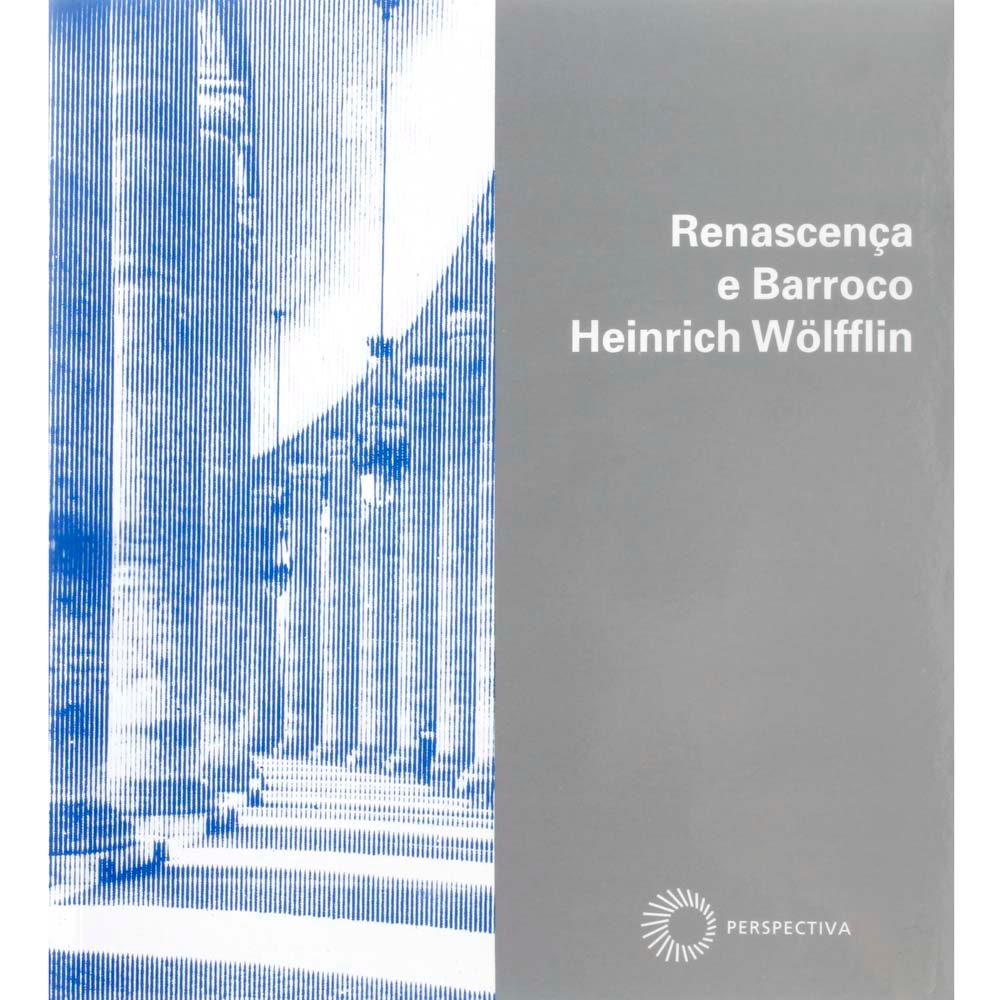 Renascença
e Barroco
Heinrich Wölfflin
PERSPECTIVA